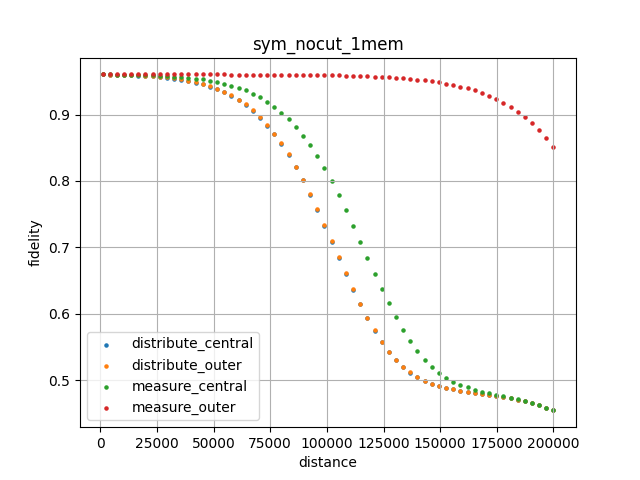 sym_nocut_1mem
fidelity
0.9
0.8
0.7
0.6
0.5
distribute_central
distribute_outer
measure_central
measure_outer
0 25000 50000 75000 100000 125000 150000 175000 200000
distance